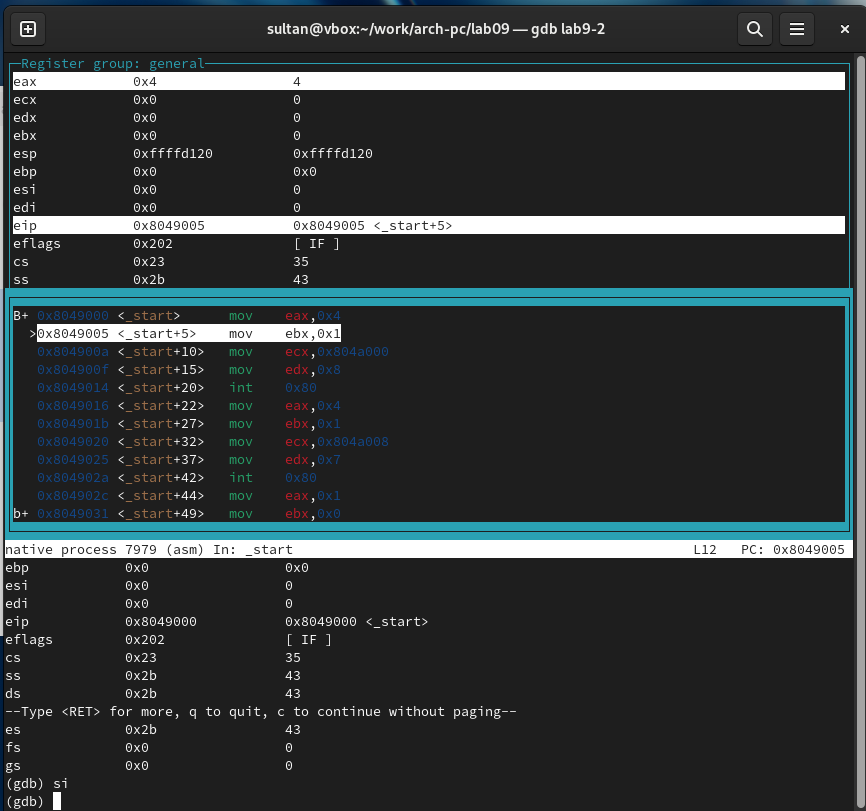 sultan@vbox:~/work/arch-pc/lab09 — gdb lab9-2
Register group: general
eax 0x4 4
ecx 0x0 0
edx 0x0 0
ebx 0x0 0
esp 0xffffd120 0xffffd120
ebp 0x0 0x0
esi 0x0 0
edi 0x0 0
eip 0x8049005 0x8049005 <_start+5>
eflags 0x202 [ IF ]
cs 0x23 35
ss 0x2b 43
B+ 0x8049000 <_start> mov eax,0x4
>0x8049005 <_start+5> mov ebx,0x1
0x804900a <_start+10> mov ecx,0x804a000
0x804900f <_start+15> mov edx,0x8
0x8049014 <_start+20> int 0x80
0x8049016 <_start+22> mov eax,0x4
0x804901b <_start+27> mov ebx,0x1
0x8049020 <_start+32> mov ecx,0x804a008
0x8049025 <_start+37> mov edx,0x7
0x804902a <_start+42> int 0x80
0x804902c <_start+44> mov eax,0x1
b+ 0x8049031 <_start+49> mov ebx,0x0
native process 7979 (asm) In: _start L12 PC: 0x8049005
ebp 0x0 0x0
esi 0x0 0
edi 0x0 0
eip 0x8049000 0x8049000 <_start>
eflags 0x202 [ IF ]
cs 0x23 35
ss 0x2b 43
ds 0x2b 43
--Type <RET> for more, q to quit, c to continue without paging--
es 0x2b 43
fs 0x0 0
gs 0x0 0
(gdb) si
(gdb)